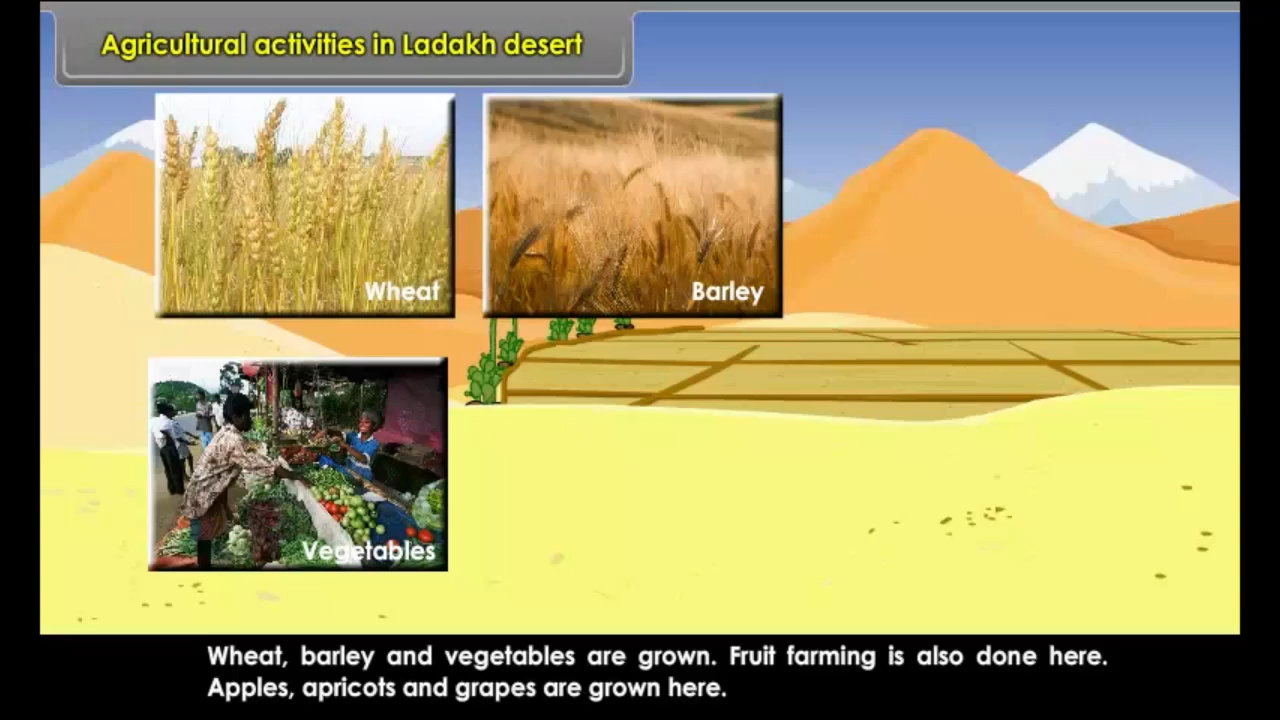 Agricultural activities in Ladakh desert
Wheat
Barley
Vegetables
Wheat, barley and vegetables are grown. Fruit farming is also done here.
Apples, apricots and grapes are grown here.